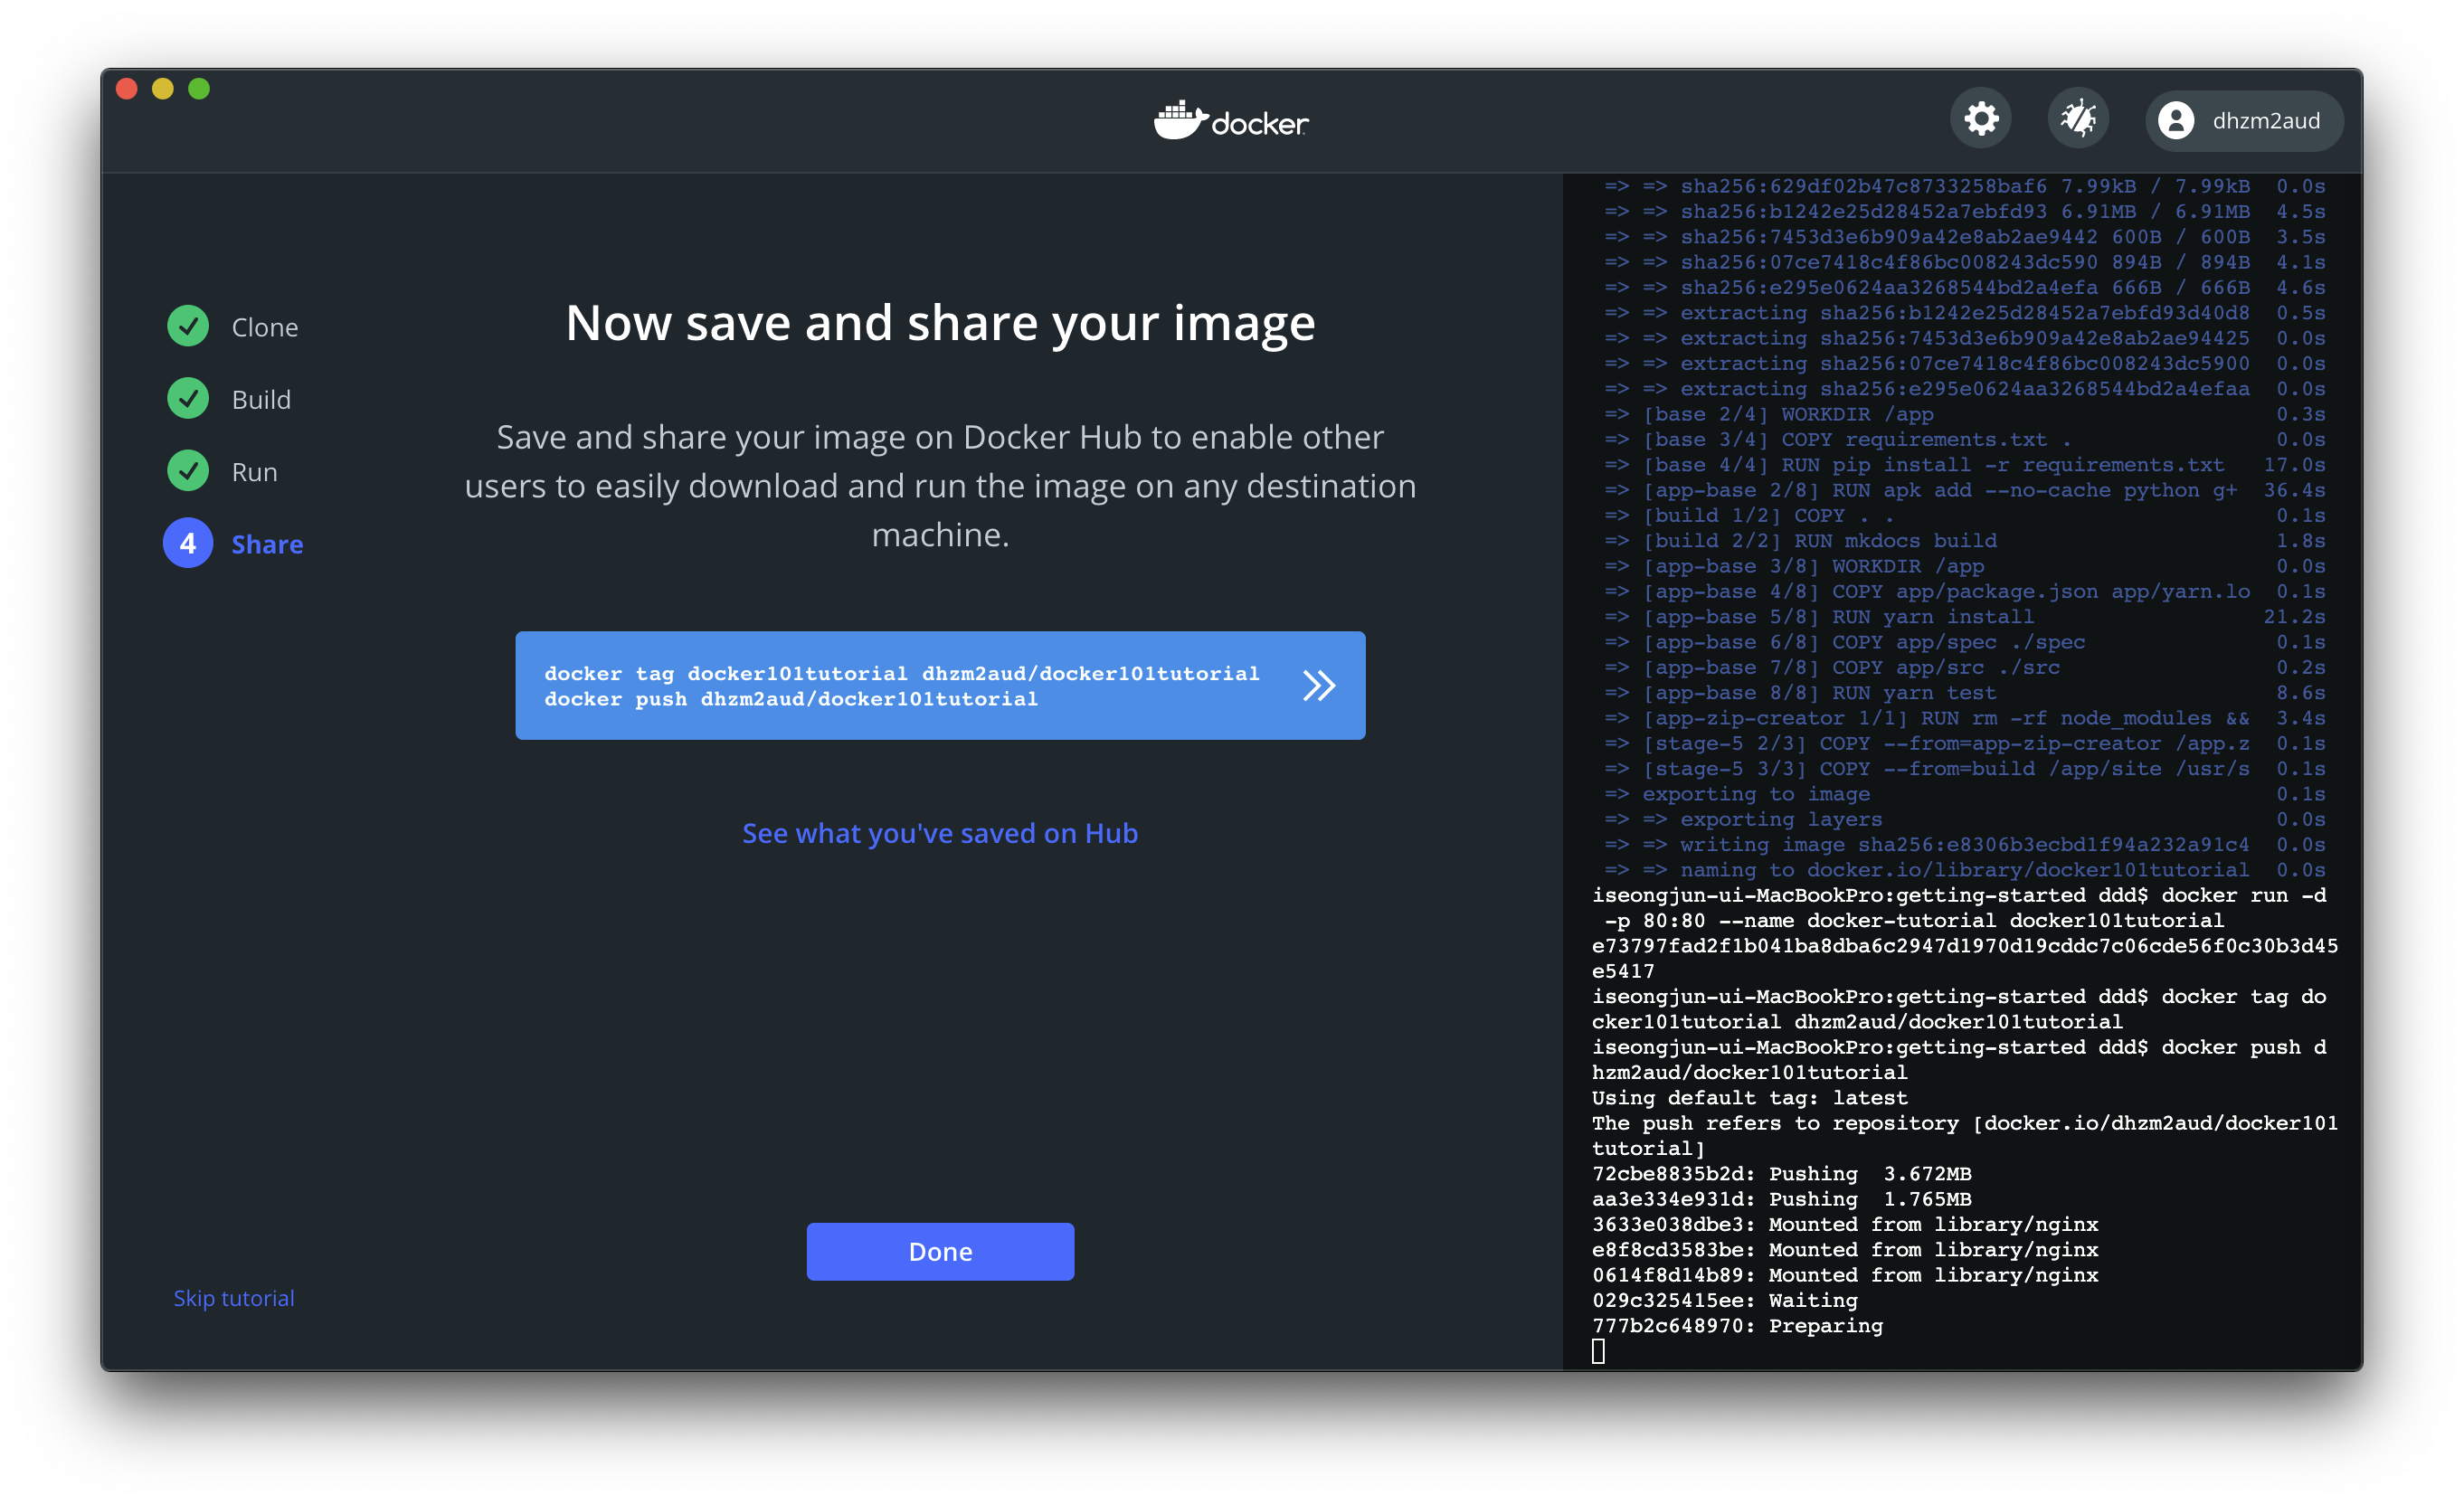 docker
dhzm2aud
Clone
Build
Run
4 Share
Now save and share your image
Save and share your image on Docker Hub to enable other
users to easily download and run the image on any destination
machine.
docker tag docker101tutorial dhzm2aud/docker101tutorial
docker push dhzm2aud/docker101tutorial
See what you've saved on Hub
Done
Skip tutorial
=> => sha256:629df02b47c8733258baf6 7.99kB / 7.99kB 0.0s
=> => sha256:b1242e25d28452a7ebfd93 6.91MB / 6.91MB 4.5s
=> => sha256:7453d3e6b909a42e8ab2ae9442 600B / 600B 3.5s
=> => sha256:07ce7418c4f86bc008243dc590 894B / 894B 4.1s
=> => sha256:e295e0624aa3268544bd2a4efa 666B / 666B 4.6s
=> => extracting sha256:b1242e25d28452a7ebfd93d40d8 0.5s
=> => extracting sha256:7453d3e6b909a42e8ab2ae94425 0.0s
=> => extracting sha256:07ce7418c4f86bc008243dc5900 0.0s
=> => extracting sha256:e295e0624aa3268544bd2a4efaa 0.0s
=> [base 2/4] WORKDIR /app 0.3s
=> [base 3/4] COPY requirements.txt . 0.0s
=> [base 4/4] RUN pip install -r requirements.txt 17.0s
=> [app-base 2/8] RUN apk add --no-cache python g+ 36.4s
=> [build 1/2] COPY . . 0.1s
=> [build 2/2] RUN mkdocs build 1.8s
=> [app-base 3/8] WORKDIR /app 0.0s
=> [app-base 4/8] COPY app/package.json app/yarn.lo 0.1s
=> [app-base 5/8] RUN yarn install 21.2s
=> [app-base 6/8] COPY app/spec ./spec 0.1s
=> [app-base 7/8] COPY app/src ./src 0.2s
=> [app-base 8/8] RUN yarn test 8.6s
=> [app-zip-creator 1/1] RUN rm -rf node_modules && 3.4s
=> [stage-5 2/3] COPY --from=app-zip-creator /app.z 0.1s
=> [stage-5 3/3] COPY --from=build /app/site /usr/s 0.1s
=> exporting to image 0.1s
=> => exporting layers 0.0s
=> => writing image sha256:e8306b3ecbd1f94a232a91c4 0.0s
=> => naming to docker.io/library/docker101tutorial 0.0s
iseongjun-ui-MacBookPro:getting-started ddd$ docker run -d
-p 80:80 --name docker-tutorial docker101tutorial
e73797fad2f1b041ba8dba6c2947d1970d19cddc7c06cde56f0c30b3d45
e5417
iseongjun-ui-MacBookPro:getting-started ddd$ docker tag do
cker101tutorial dhzm2aud/docker101tutorial
iseongjun-ui-MacBookPro:getting-started ddd$ docker push d
hzm2aud/docker101tutorial
Using default tag: latest
The push refers to repository [docker.io/dhzm2aud/docker101
tutorial]
72cbe8835b2d: Pushing 3.672MB
aa3e334e931d: Pushing 1.765MB
3633e038dbe3: Mounted from library/nginx
e8f8cd3583be: Mounted from library/nginx
0614f8d14b89: Mounted from library/nginx
029c325415ee: Waiting
777b2c648970: Preparing